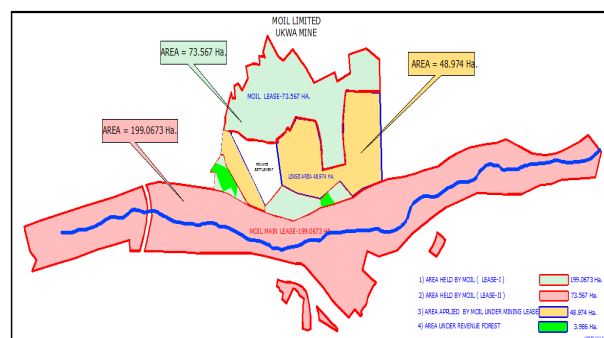 MOIL LIMITED
UKWA MINE
AREA = 73.567 Ha.
AREA = 48.974 Ha.
MOIL LEASE-73.567 HA.
AREA = 199.0673 Ha.
PRIVATE
SETTLEMENT
LEASE AREA 48.974 HA.
MOIL MAIN LEASE-199.0673 HA.
1) AREA HELD BY MOIL ( LEASE-I ) 199.0673 Ha.
2) AREA HELD BY MOIL ( LEASE-II ) 73.567 Ha.
3) AREA APPLIED BY MOIL UNDER MINING LEASE 48.974 Ha.
4) AREA UNDER REVENUE FOREST 3.986 Ha.